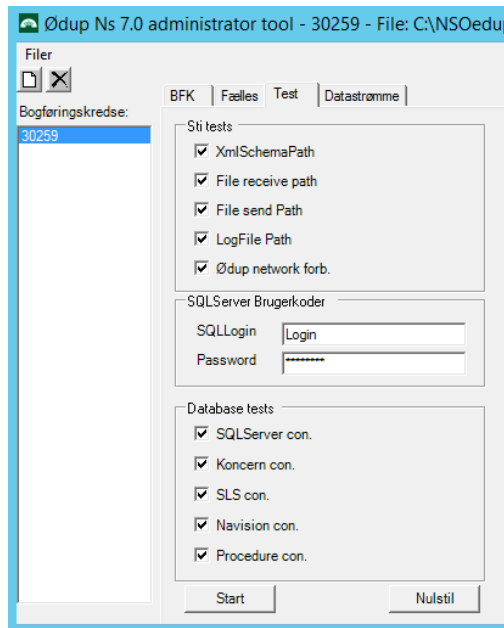 Ødup Ns 7.0 administrator tool - 30259 - File: C:\NSOedup
Filer
Bogføringskredse:
30259
BFK Fælles Test Datastrømme
Sti tests
XmlSchemaPath
File receive path
File send Path
LogFile Path
Ødup network forb.
SQLServer Brugerkoder
SQLLogin Login
Password ********
Database tests
SQLServer con.
Koncern con.
SLS con.
Navision con.
Procedure con.
Start Nulstil